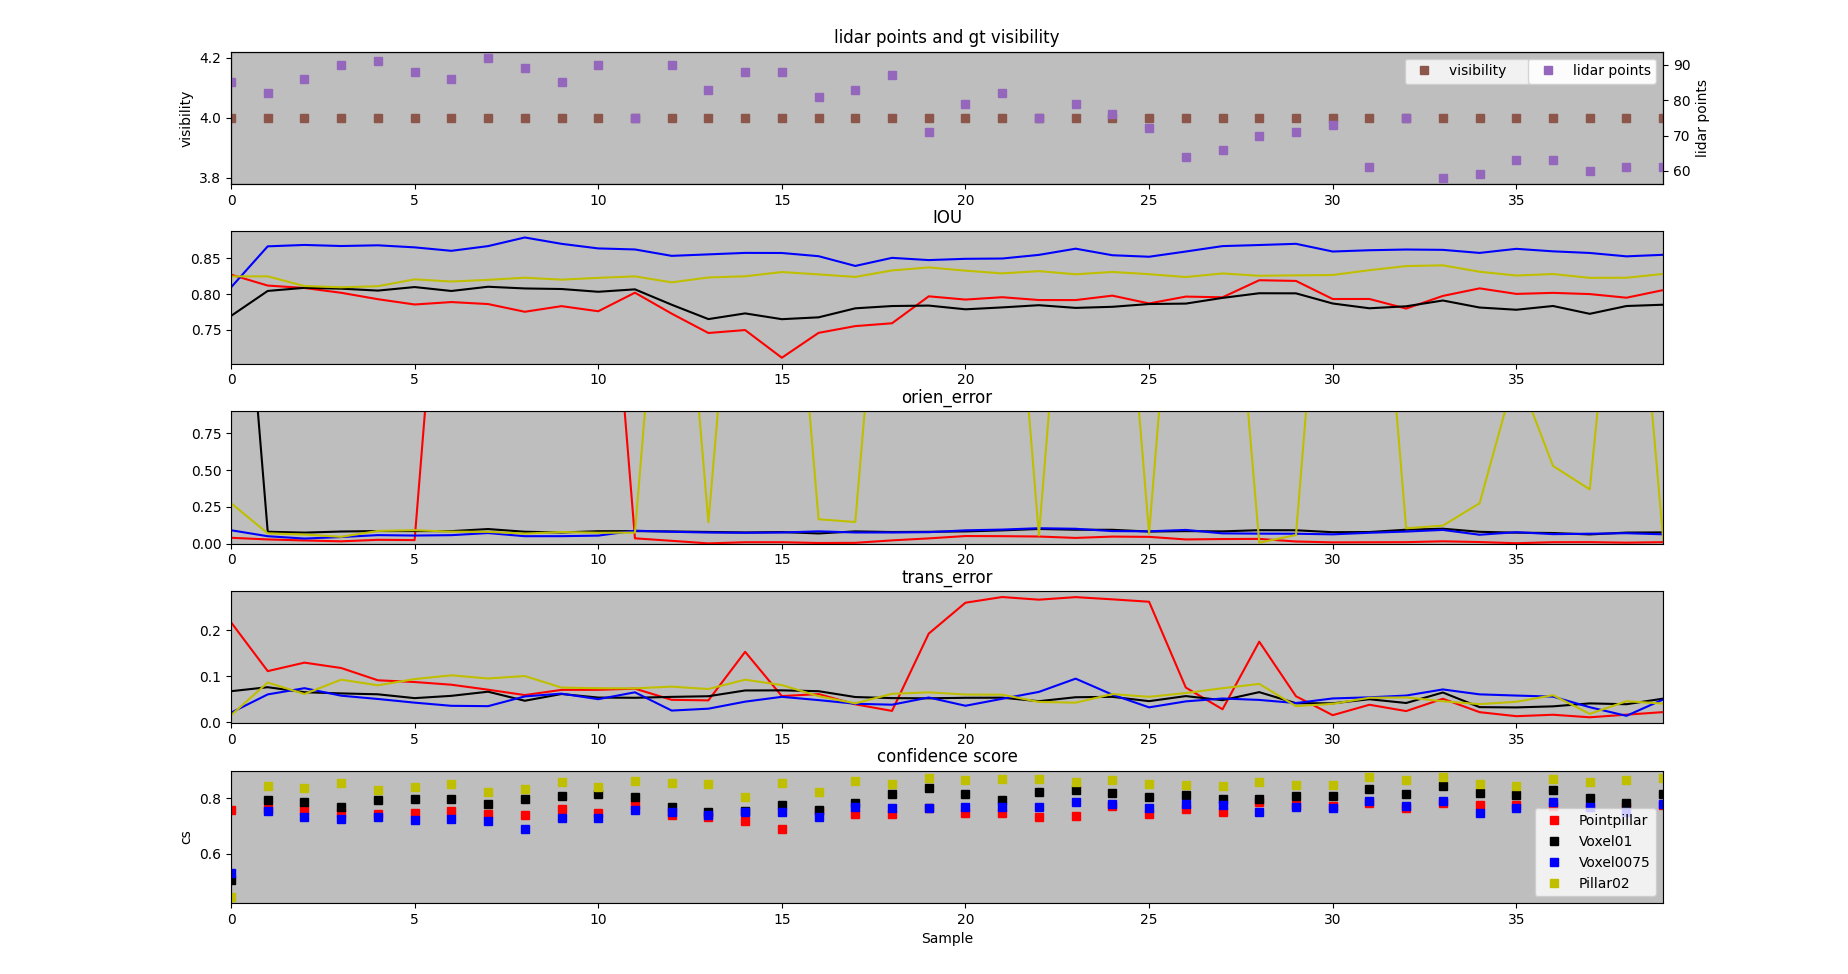 lidar points and gt visibility
4.2
4.0
3.8
visibility
90
80
70
60
lidar points
visibility
lidar points
0 5 10 15 20 25 30 35
IOU
0.85
0.80
0.75
0 5 10 15 20 25 30 35
orien_error
0.75
0.50
0.25
0.00
0 5 10 15 20 25 30 35
trans_error
0.2
0.1
0.0
0 5 10 15 20 25 30 35
confidence score
0.8
0.6
cs
Pointpillar
Voxel01
Voxel0075
Pillar02
0 5 10 15 20 25 30 35
Sample